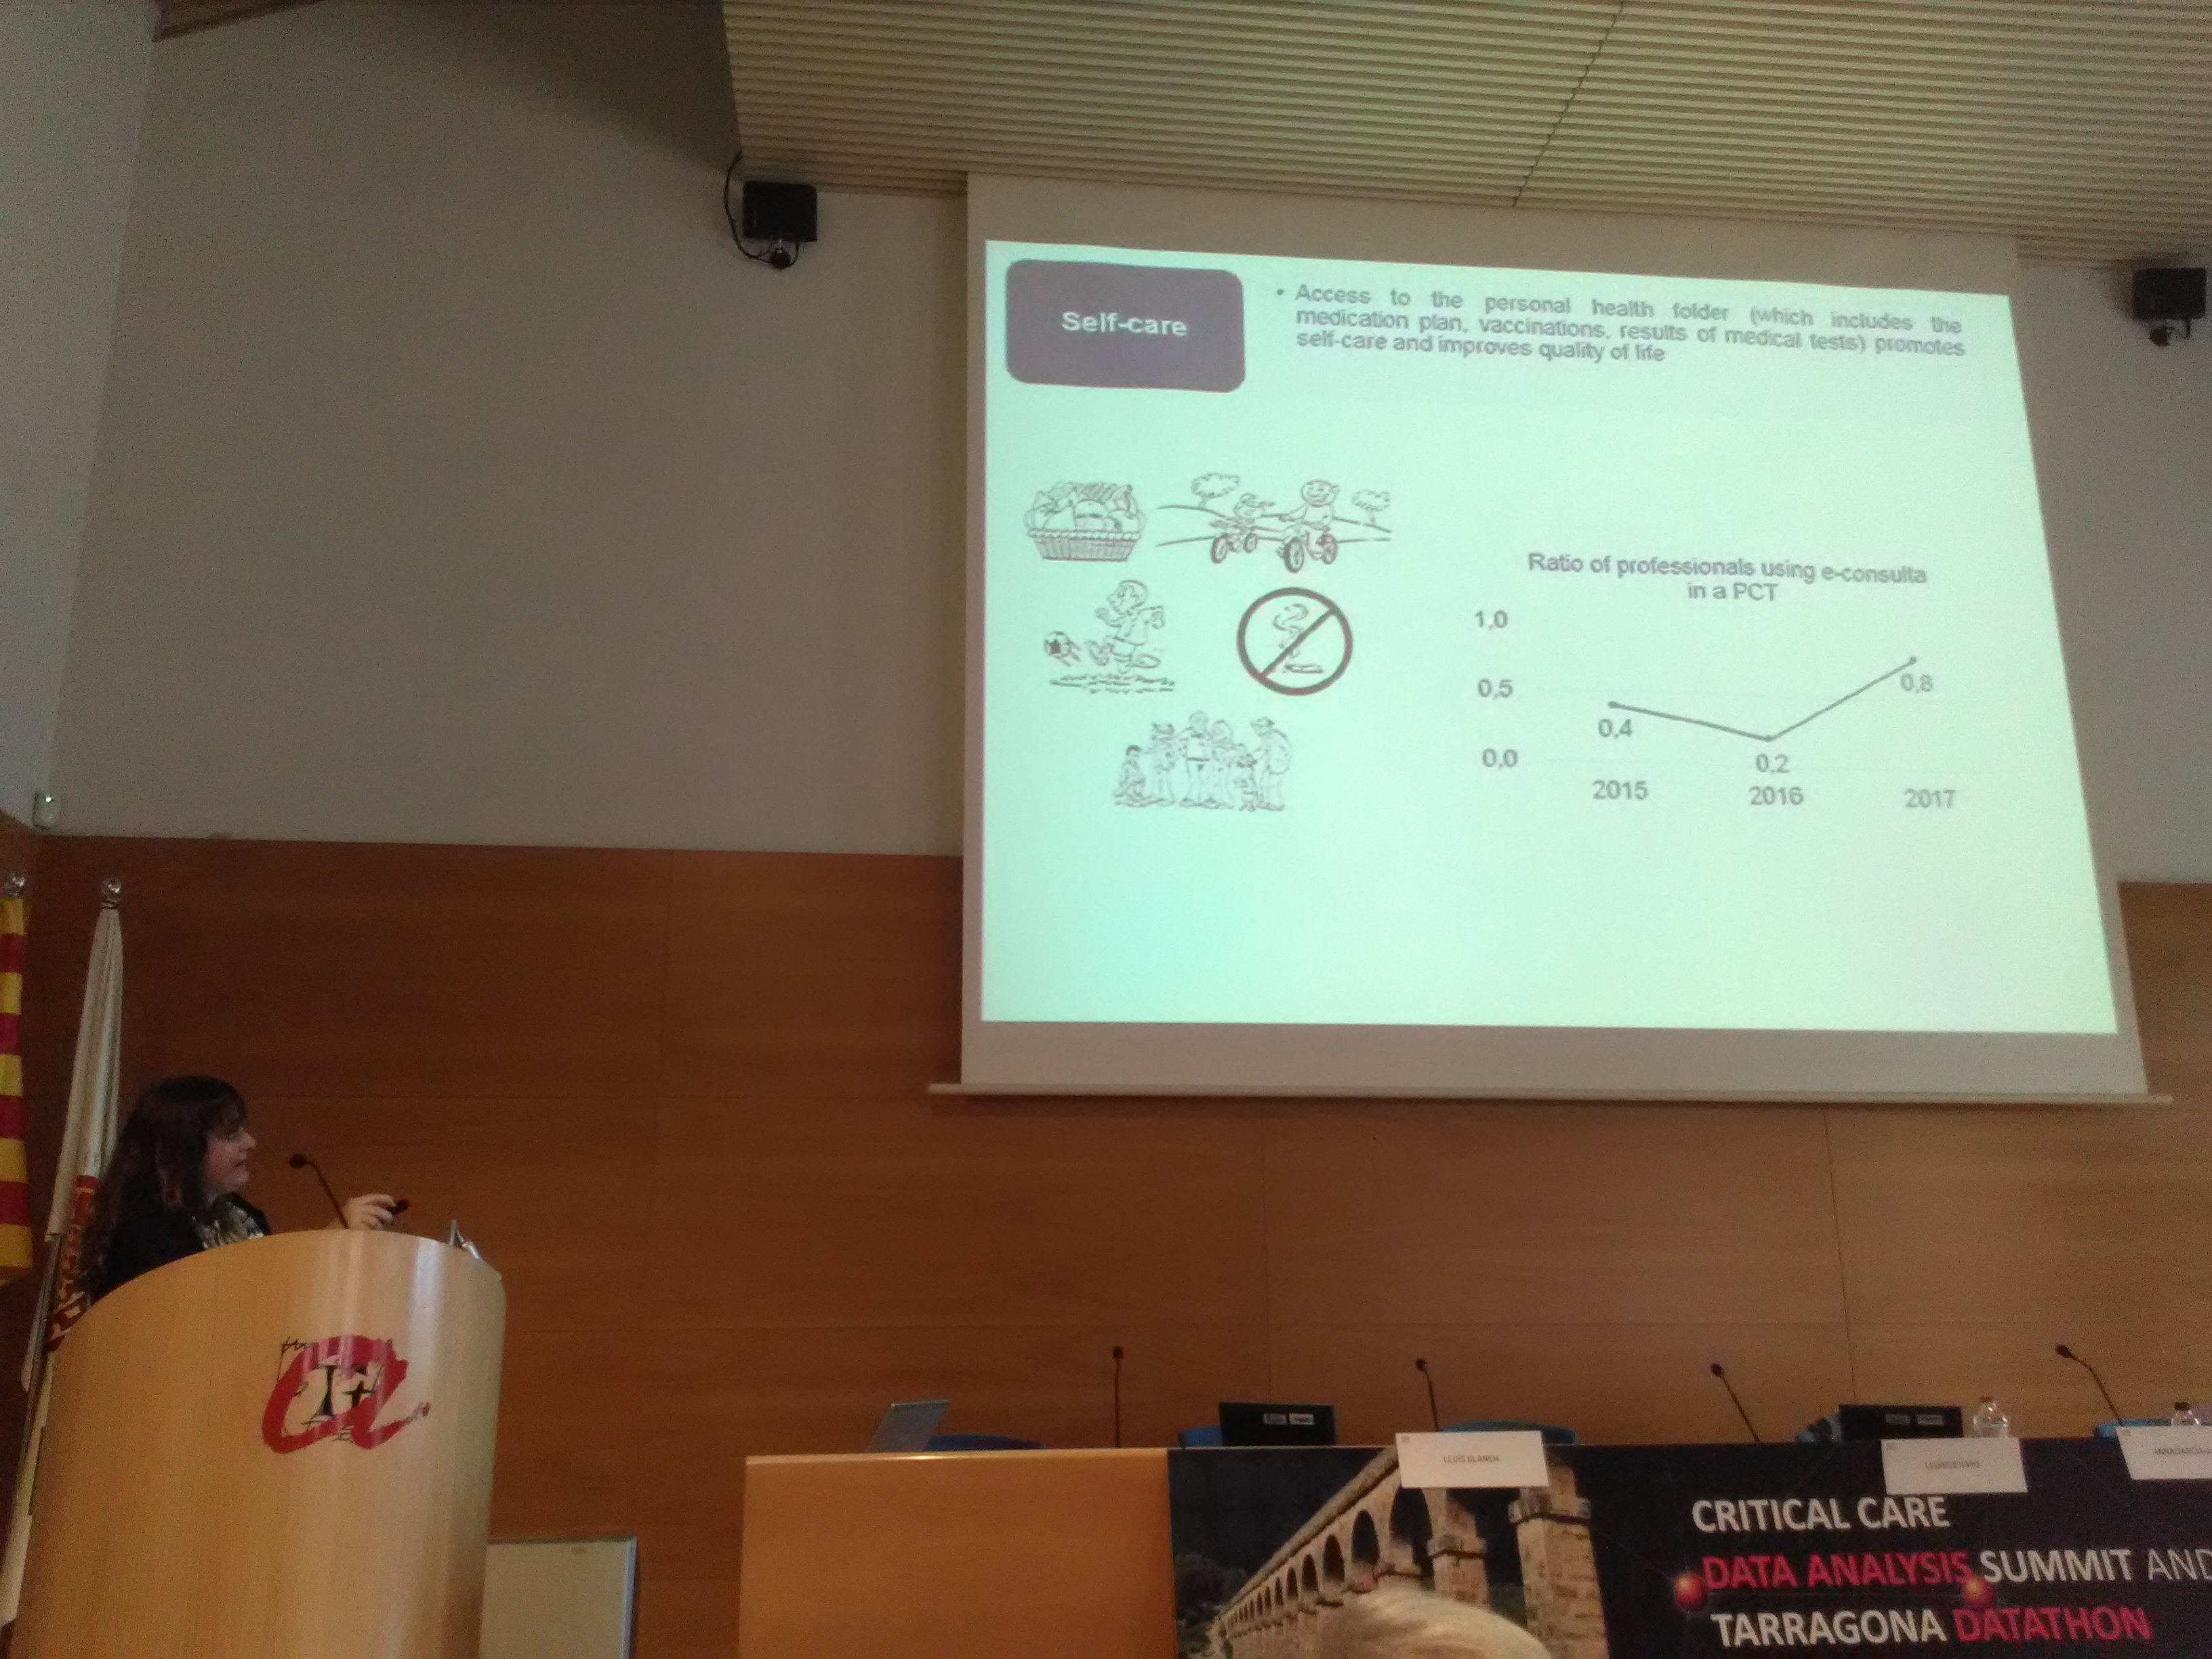 Self-care
• Access to the personal health folder (which includes the
medication plan, vaccinations, results of medical tests) promotes
self-care and improves quality of life
Ratio of professionals using e-consulta
in a PCT
1,0
0,5
0,0
0,4
0,2
0,8
2015
2016
2017
LLUIS BLANCH
CRITICAL CARE
DATA ANALYSIS SUMMIT AND
TARRAGONA DATATHON